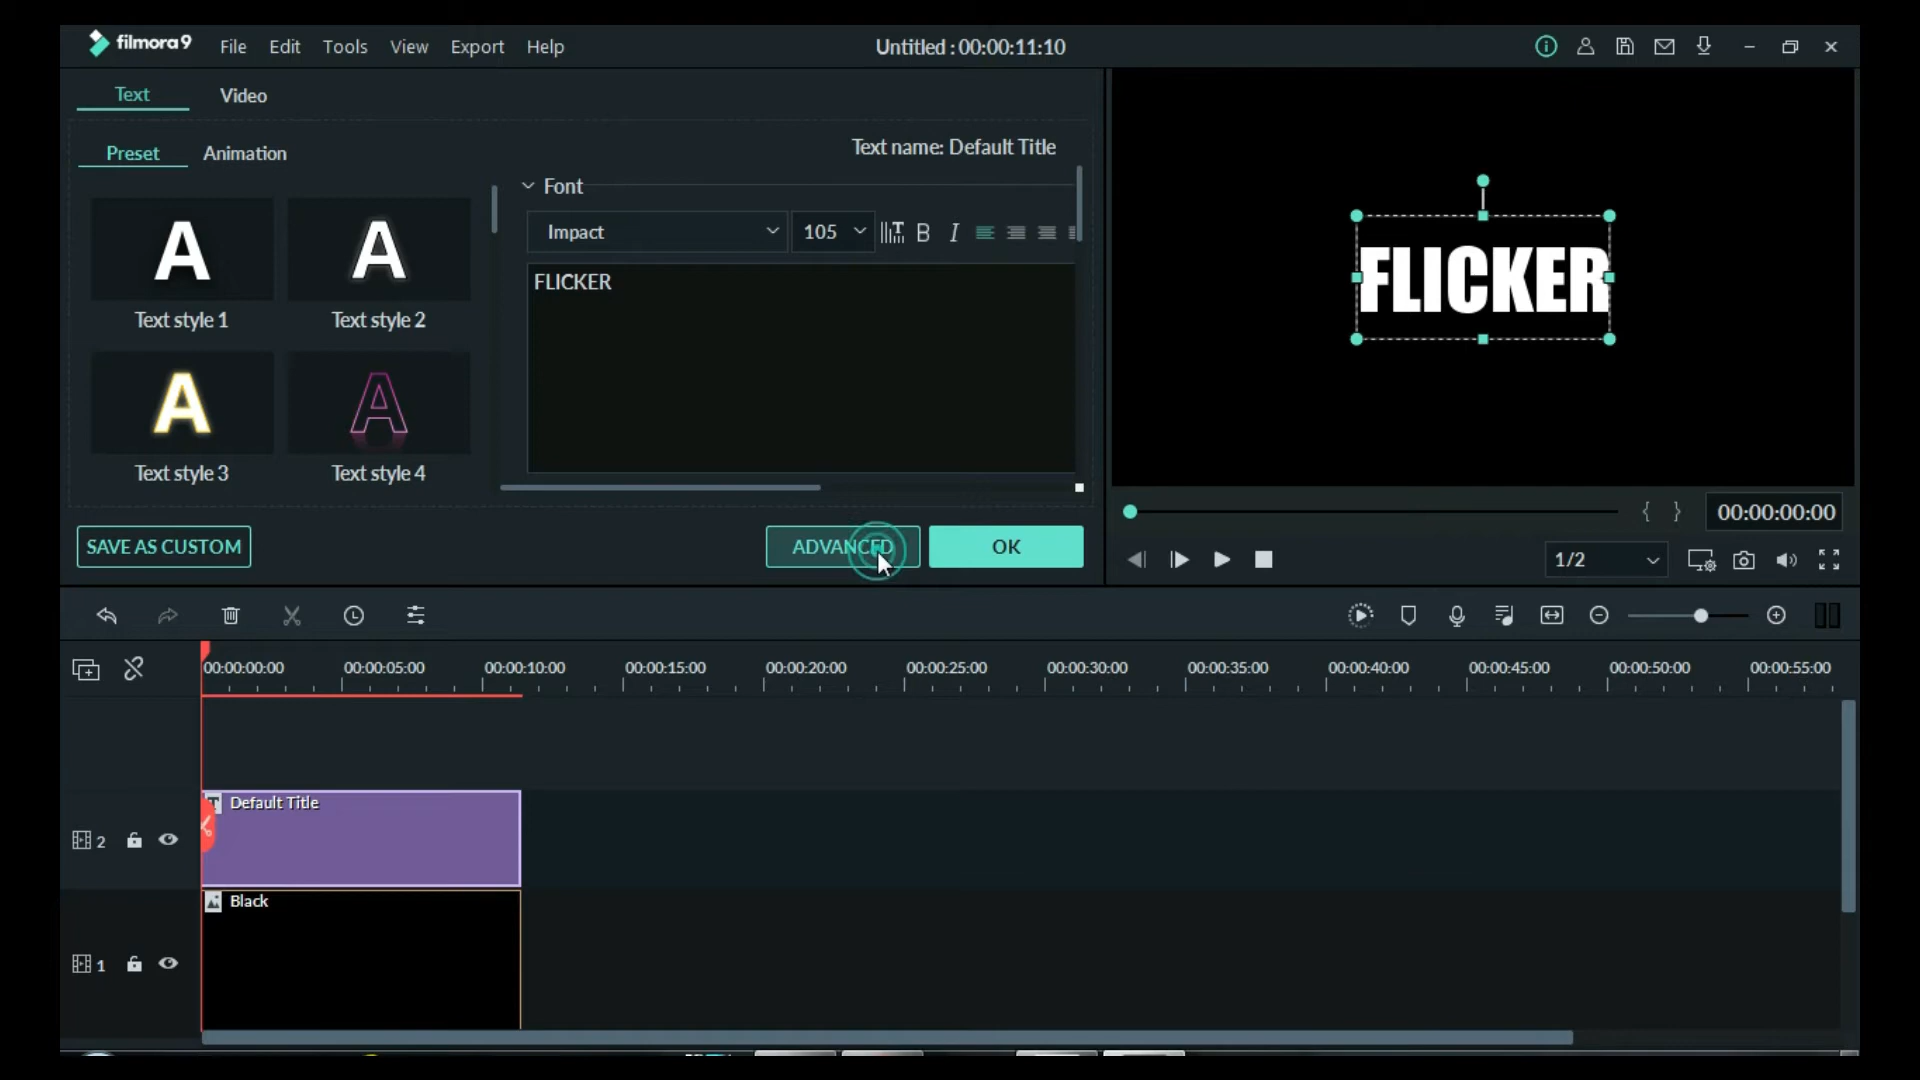 filmora9 File Edit Tools View Export Help Untitled : 00:00:11:10
Text Video
Preset Animation Text name: Default Title
Font
Impact 105 B I
FLICKER
A A
Text style 1 Text style 2
A A
Text style 3 Text style 4
FLICKER
SAVE AS CUSTOM ADVANCED OK
{ } 00:00:00:00
1/2
00:00:00:00 00:00:05:00 00:00:10:00 00:00:15:00 00:00:20:00 00:00:25:00 00:00:30:00 00:00:35:00 00:00:40:00 00:00:45:00 00:00:50:00 00:00:55:00
Default Title
2
Black
1